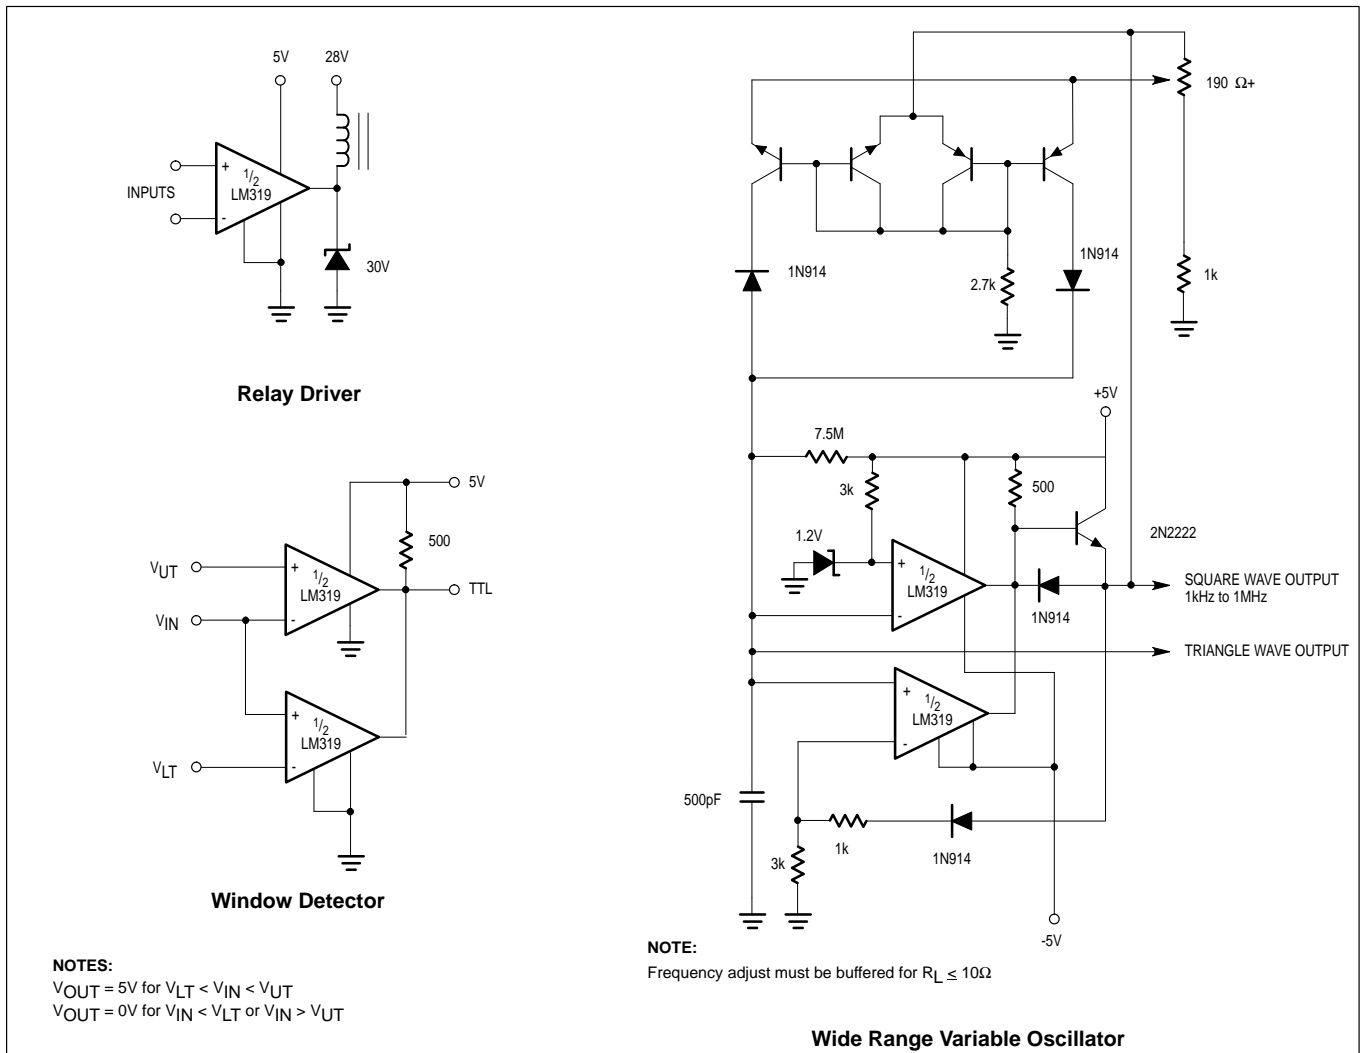 5V
28V
+
1/2
LM319
INPUTS
-
30V
Relay Driver
5V
500
VUT
+
1/2
LM319
TTL
VIN
-
+
1/2
LM319
VLT
-
Window Detector
NOTES:
VOUT = 5V for VLT < VIN < VUT
VOUT = 0V for VIN < VLT or VIN > VUT
190 Ω+
1N914
1N914
2.7k
1k
+5V
7.5M
3k
500
1.2V
2N2222
+
1/2
LM319
-
1N914
SQUARE WAVE OUTPUT
1kHz to 1MHz
TRIANGLE WAVE OUTPUT
+
1/2
LM319
-
500pF
1k
1N914
3k
-5V
NOTE:
Frequency adjust must be buffered for RL ≤ 10Ω
Wide Range Variable Oscillator